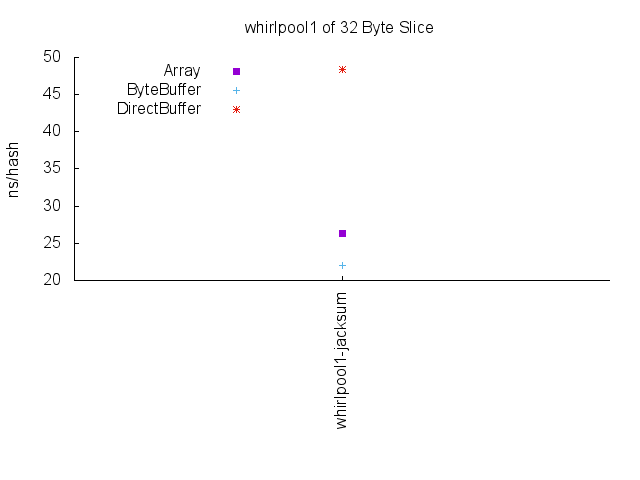 whirlpool1 of 32 Byte Slice
50
45
40
35
30
25
20
ns/hash
Array
ByteBuffer
DirectBuffer
whirlpool1-jacksum